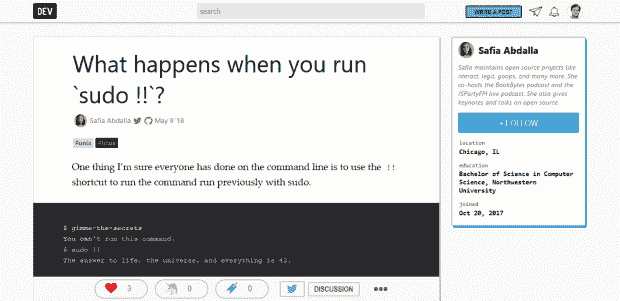 DEV
search
WRITE A POST
What happens when you run
`sudo !!`?
Safia Abdalla May 9 '18
#unix #linux
One thing I'm sure everyone has done on the command line is to use the !!
shortcut to run the command run previously with sudo.
$ gimme-the-secrets
You can't run this command.
$ sudo !!
The answer to life, the universe, and everything is 42.
3 0 0 DISCUSSION
Safia Abdalla
Safia maintains open source projects like
nteract, legit, goops, and many more. She
co-hosts the BookBytes podcast and the
JSPartyFM live podcast. She also gives
keynotes and talks on open source.
+ FOLLOW
location
Chicago, IL
education
Bachelor of Science in Computer
Science, Northwestern
University
joined
Oct 20, 2017